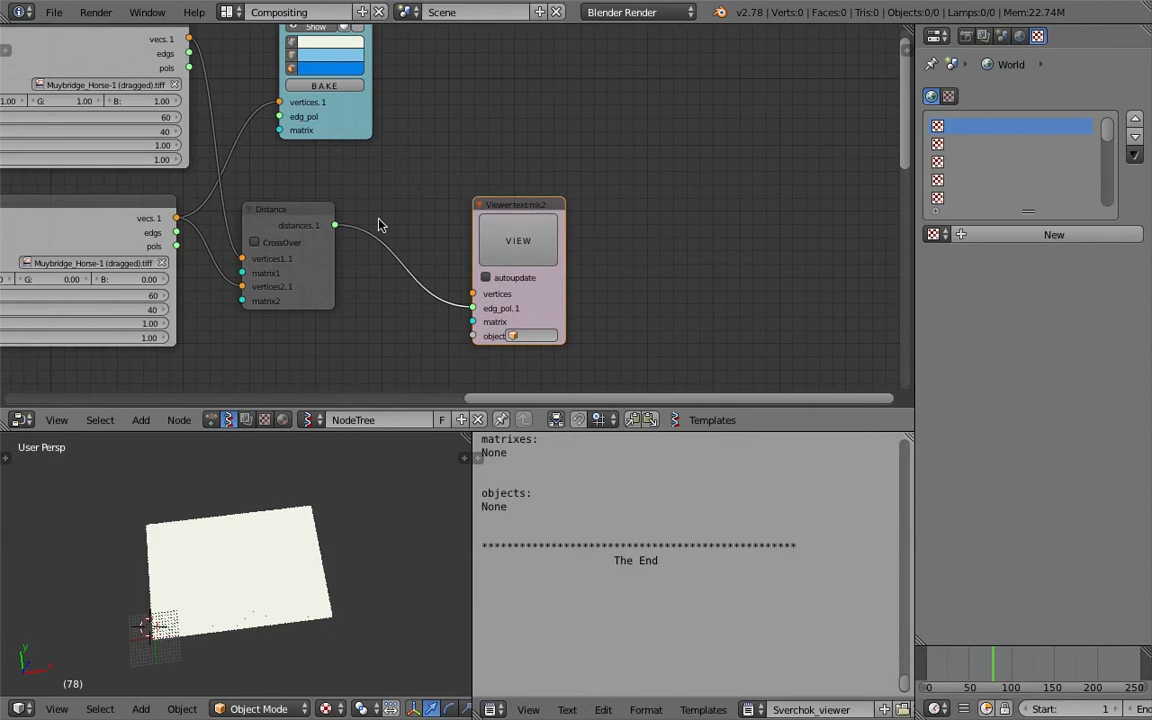 File Render Window Help Compositing Scene Blender Render v2.78 | Verts:0 | Faces:0 | Tris:0 | Objects:0/0 | Lamps:0/0 | Mem:22.74M
Show
BAKE
vertices. 1
edg_pol
matrix
vecs. 1
edgs
pols
Muybridge_Horse-1 (dragged).tiff
1.00 G: 1.00 B: 1.00
60
40
1.00
1.00
vecs. 1
edgs
pols
Muybridge_Horse-1 (dragged).tiff
0 G: 0.00 B: 0.00
60
40
1.00
1.00
Distance
distances. 1
CrossOver
vertices1. 1
matrix1
vertices2. 1
matrix2
Viewer text mk2
VIEW
autoupdate
vertices
edg_pol. 1
matrix
object
World
New
View Select Add Node NodeTree F Templates
User Persp
(78)
matrixes:
None
objects:
None
**************************************************
The End
View Select Add Object Object Mode
View Text Edit Format Templates Sverchok_viewer
0 50 100 150 200 250
Start: 1